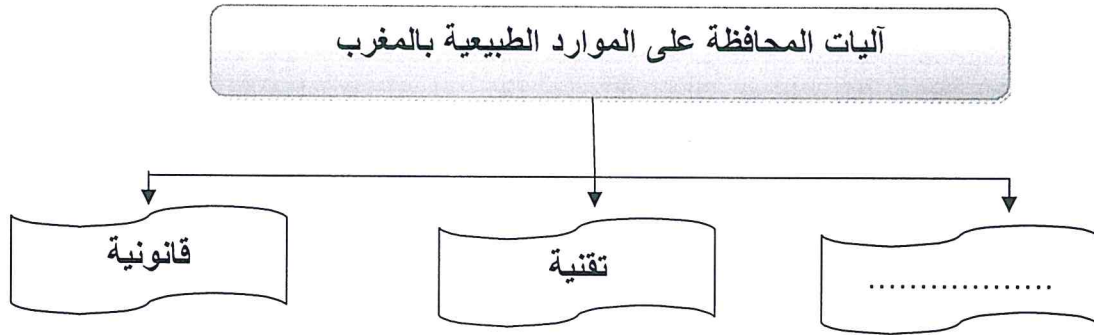 آليات المحافظة على الموارد الطبيعية بالمغرب
..................
تقنية
قانونية